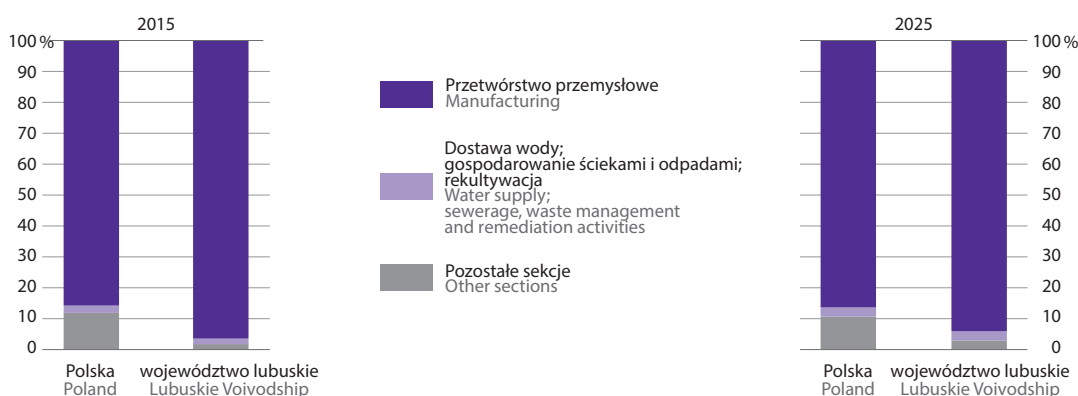 2015
100 %
90
80
70
60
50
40
30
20
10
0
Polska
Poland
województwo lubuskie
Lubuskie Voivodship
Przetwórstwo przemysłowe
Manufacturing
Dostawa wody;
gospodarowanie ściekami i odpadami;
rekultywacja
Water supply;
sewerage, waste management
and remediation activities
Pozostałe sekcje
Other sections
2025
100 %
90
80
70
60
50
40
30
20
10
0
Polska
Poland
województwo lubuskie
Lubuskie Voivodship